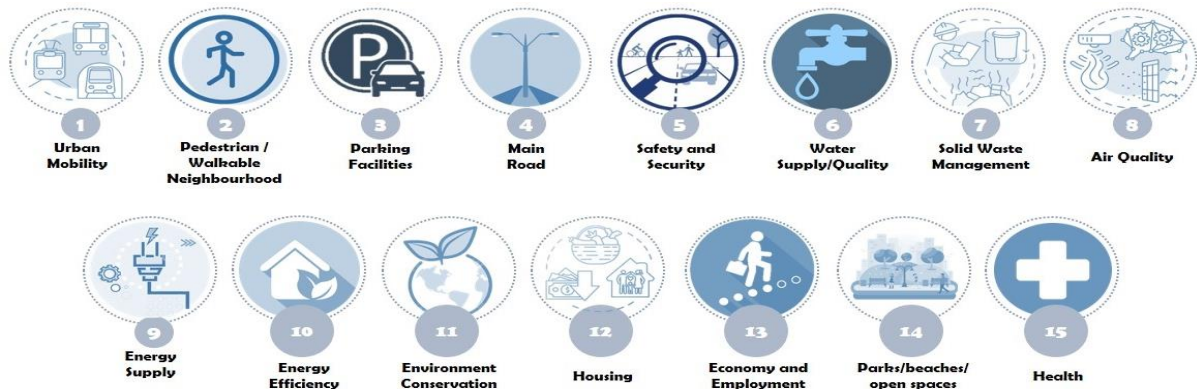 P
1
Urban
Mobility
2
Pedestrian /
Walkable
Neighbourhood
3
Parking
Facilities
4
Main
Road
5
Safety and
Security
6
Water
Supply/Quality
7
Solid Waste
Management
8
Air Quality
9
Energy
Supply
10
Energy
Efficiency
11
Environment
Conservation
12
Housing
13
Economy and
Employment
14
Parks/beaches/
open spaces
15
Health